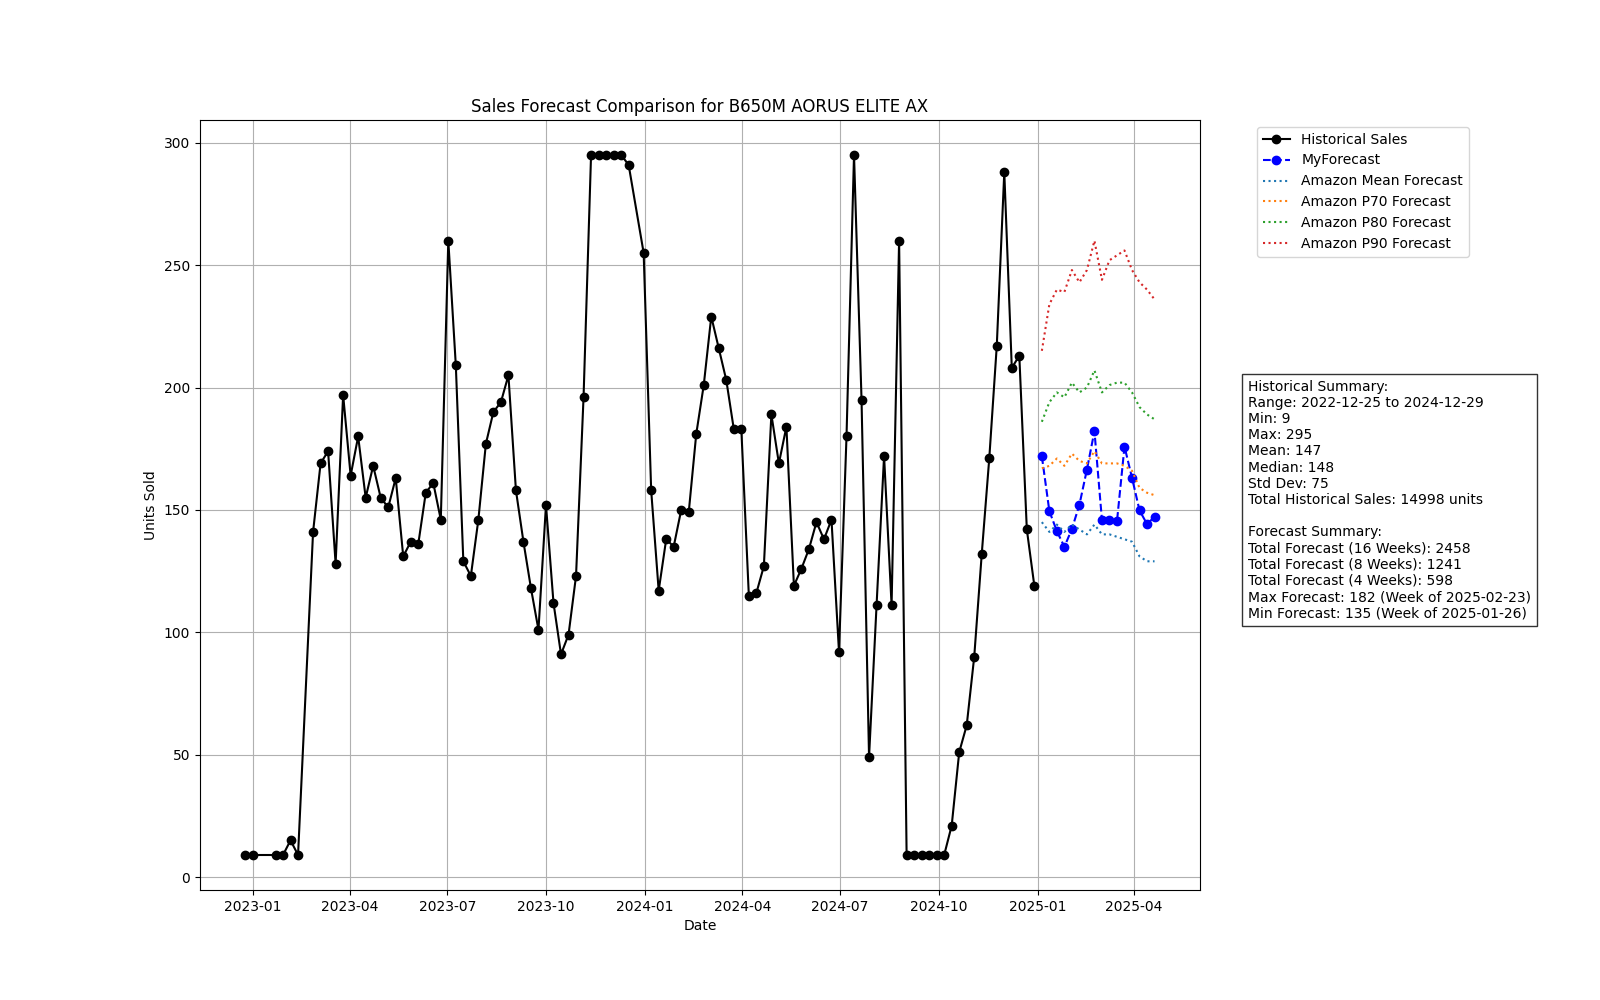 Sales Forecast Comparison for B650M AORUS ELITE AX
Units Sold
300
250
200
150
100
50
0
2023-01 2023-04 2023-07 2023-10 2024-01 2024-04 2024-07 2024-10 2025-01 2025-04
Date
Historical Sales
MyForecast
Amazon Mean Forecast
Amazon P70 Forecast
Amazon P80 Forecast
Amazon P90 Forecast
Historical Summary:
Range: 2022-12-25 to 2024-12-29
Min: 9
Max: 295
Mean: 147
Median: 148
Std Dev: 75
Total Historical Sales: 14998 units
Forecast Summary:
Total Forecast (16 Weeks): 2458
Total Forecast (8 Weeks): 1241
Total Forecast (4 Weeks): 598
Max Forecast: 182 (Week of 2025-02-23)
Min Forecast: 135 (Week of 2025-01-26)